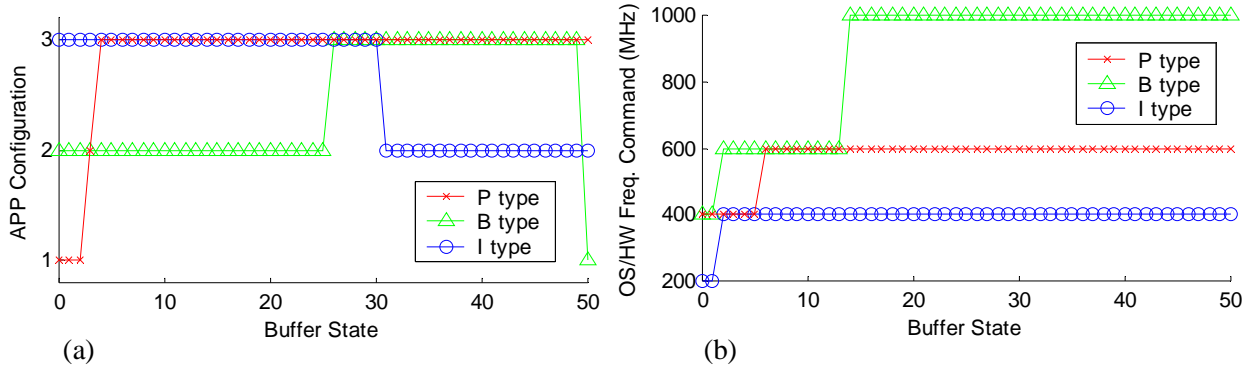 APP Configuration
3
2
1
0
10
20
30
40
50
Buffer State
P type
B type
I type
(a)
OS/HW Freq. Command (MHz)
1000
800
600
400
200
0
10
20
30
40
50
Buffer State
P type
B type
I type
(b)